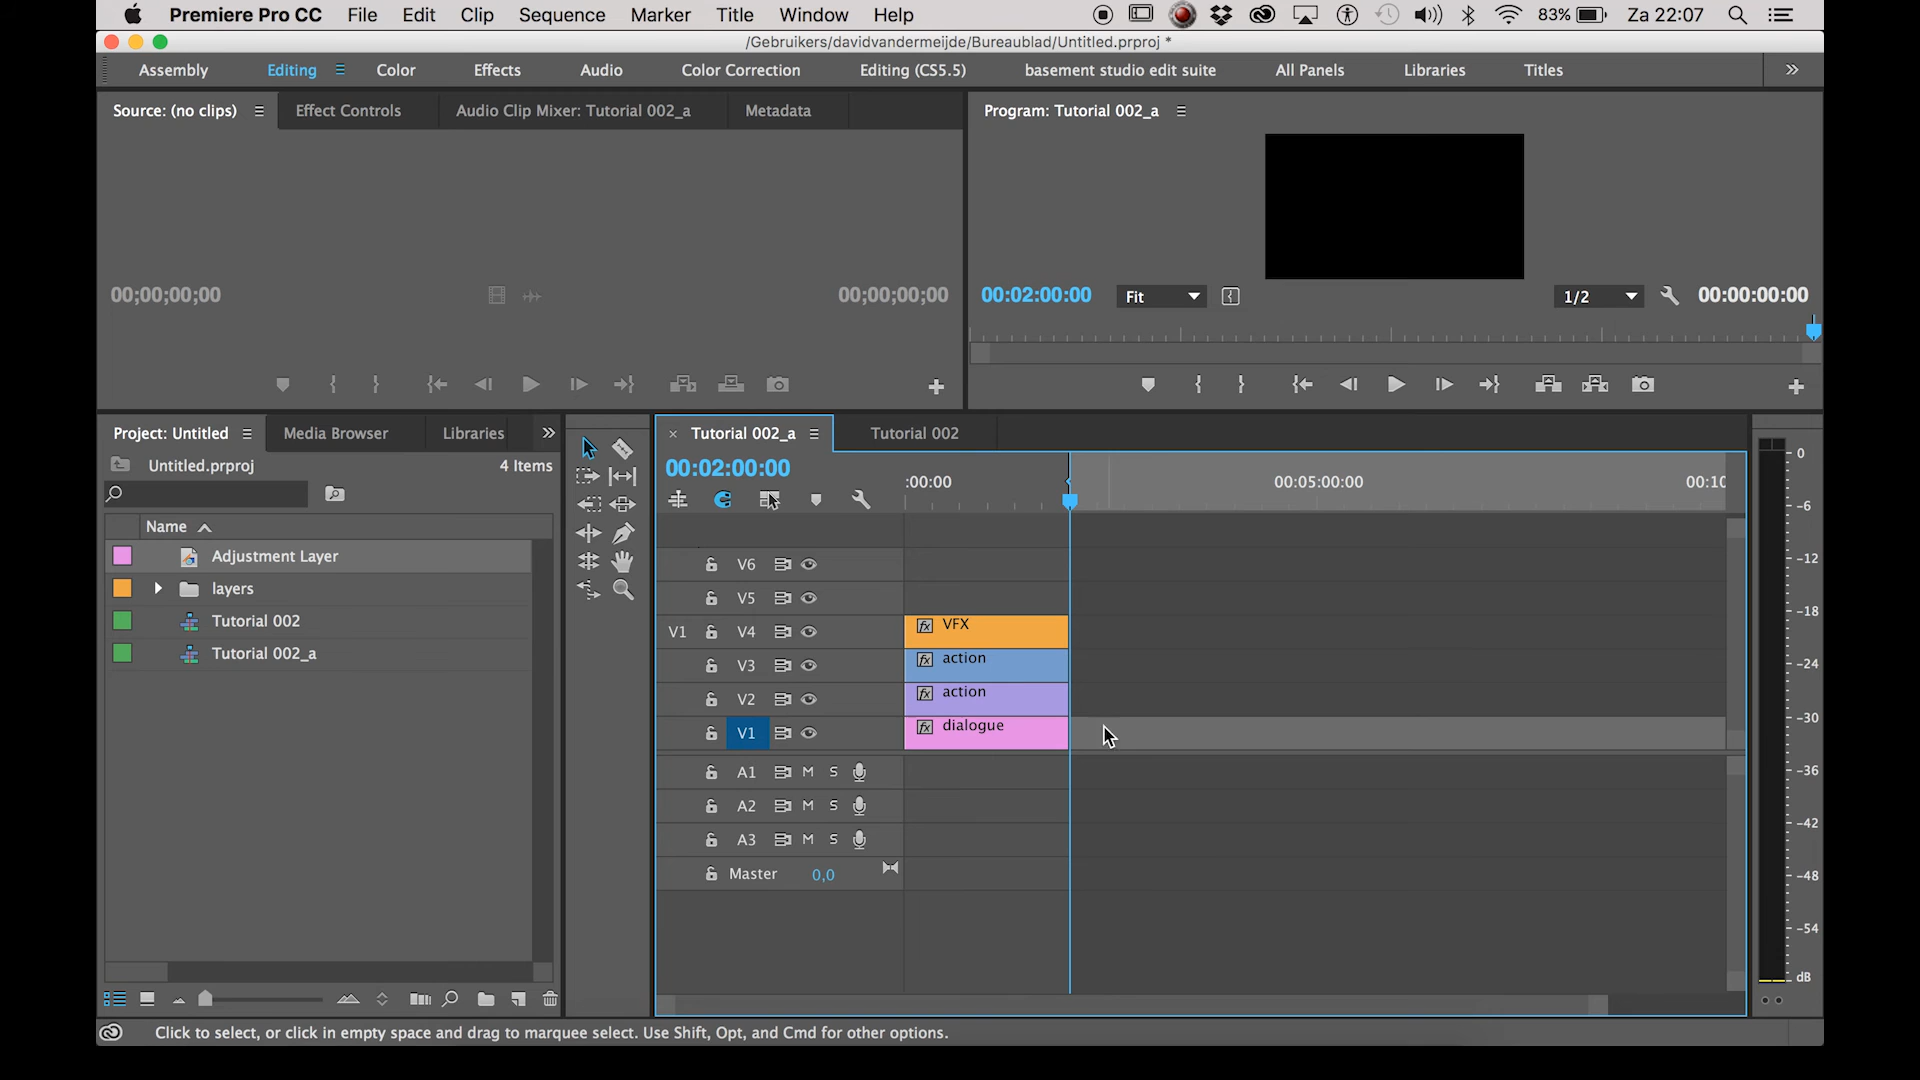 Premiere Pro CC File Edit Clip Sequence Marker Title Window Help 83% Za 22:07
/Gebruikers/davidvandermeijde/Bureaublad/Untitled.prproj *
Assembly Editing Color Effects Audio Color Correction Editing (CS5.5) basement studio edit suite All Panels Libraries Titles
Source: (no clips) Effect Controls Audio Clip Mixer: Tutorial 002_a Metadata
Program: Tutorial 002_a
00;00;00;00 00;00;00;00
00:02:00:00 Fit 1/2 00:00:00:00
Project: Untitled Media Browser Libraries
Untitled.prproj 4 Items
Name
Adjustment Layer
layers
Tutorial 002
Tutorial 002_a
× Tutorial 002_a Tutorial 002
00:02:00:00
:00:00 00:05:00:00 00:10
V6
V5
V1 V4 fx VFX
V3 fx action
V2 fx action
V1 fx dialogue
A1 M S
A2 M S
A3 M S
Master 0,0
0
-6
-12
-18
-24
-30
-36
-42
-48
-54
dB
Click to select, or click in empty space and drag to marquee select. Use Shift, Opt, and Cmd for other options.